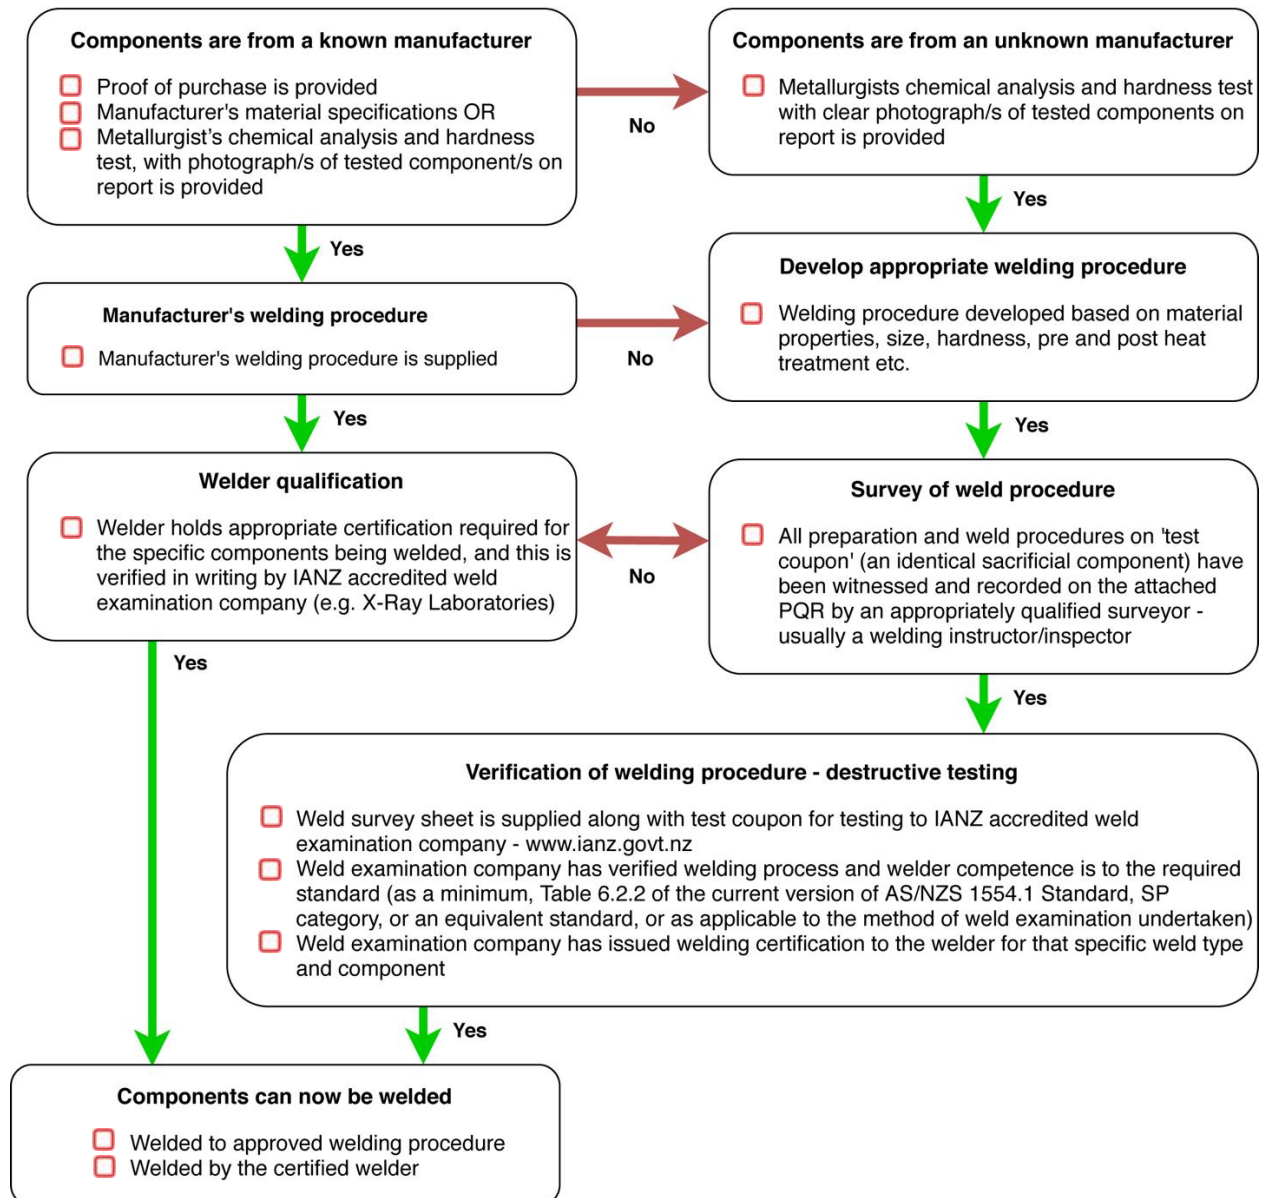 Components are from a known manufacturer
Proof of purchase is provided
Manufacturer's material specifications OR
Metallurgist's chemical analysis and hardness
test, with photograph/s of tested component/s on
report is provided
No
Components are from an unknown manufacturer
Metallurgists chemical analysis and hardness test
with clear photograph/s of tested components on
report is provided
Yes
Yes
Manufacturer's welding procedure
Manufacturer's welding procedure is supplied
No
Develop appropriate welding procedure
Welding procedure developed based on material
properties, size, hardness, pre and post heat
treatment etc.
Yes
Yes
Welder qualification
Welder holds appropriate certification required for
the specific components being welded, and this is
verified in writing by IANZ accredited weld
examination company (e.g. X-Ray Laboratories)
No
Survey of weld procedure
All preparation and weld procedures on 'test
coupon' (an identical sacrificial component) have
been witnessed and recorded on the attached
PQR by an appropriately qualified surveyor -
usually a welding instructor/inspector
Yes
Yes
Verification of welding procedure - destructive testing
Weld survey sheet is supplied along with test coupon for testing to IANZ accredited weld
examination company - www.ianz.govt.nz
Weld examination company has verified welding process and welder competence is to the required
standard (as a minimum, Table 6.2.2 of the current version of AS/NZS 1554.1 Standard, SP
category, or an equivalent standard, or as applicable to the method of weld examination undertaken)
Weld examination company has issued welding certification to the welder for that specific weld type
and component
Yes
Components can now be welded
Welded to approved welding procedure
Welded by the certified welder